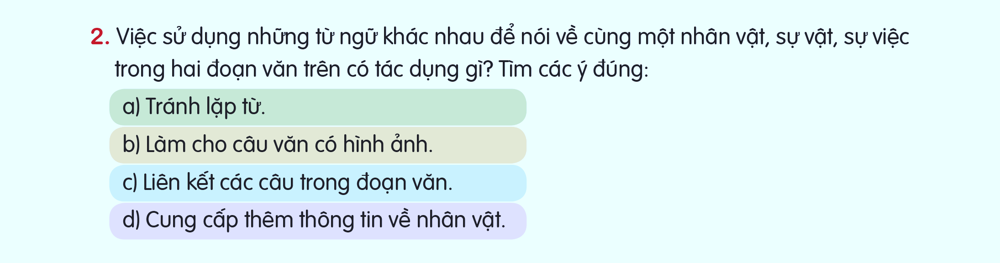 2. Việc sử dụng những từ ngữ khác nhau để nói về cùng một nhân vật, sự vật, sự việc
trong hai đoạn văn trên có tác dụng gì? Tìm các ý đúng:
a) Tránh lặp từ.
b) Làm cho câu văn có hình ảnh.
c) Liên kết các câu trong đoạn văn.
d) Cung cấp thêm thông tin về nhân vật.